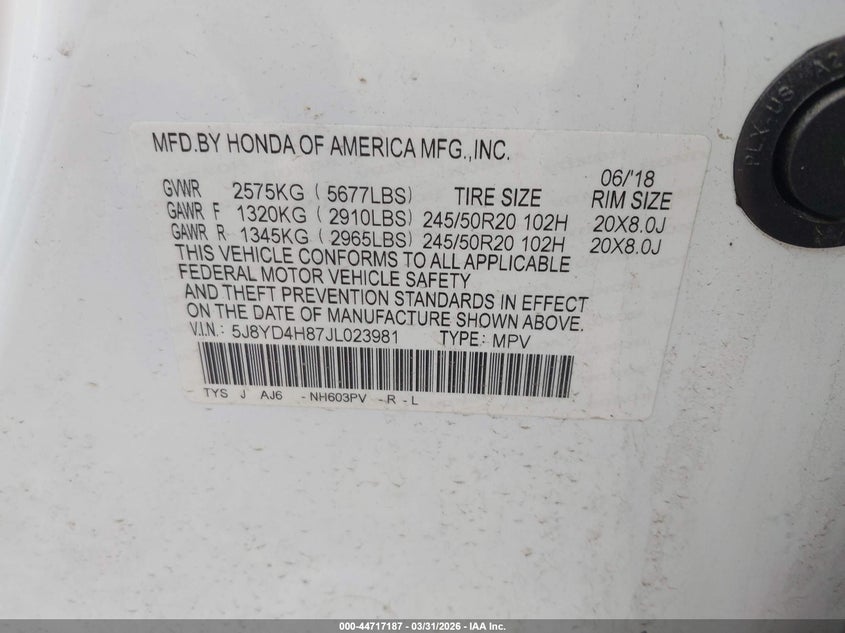 MFD.BY HONDA OF AMERICA MFG.,INC.
06/'18
GVWR 2575KG ( 5677LBS) TIRE SIZE RIM SIZE
GAWR F 1320KG ( 2910LBS) 245/50R20 102H 20X8.0J
GAWR R 1345KG ( 2965LBS) 245/50R20 102H 20X8.0J
THIS VEHICLE CONFORMS TO ALL APPLICABLE
FEDERAL MOTOR VEHICLE SAFETY
AND THEFT PREVENTION STANDARDS IN EFFECT
ON THE DATE OF MANUFACTURE SHOWN ABOVE.
V.I.N.: 5J8YD4H87JL023981 TYPE: MPV
TYS J AJ6 -NH603PV -R -L
PLX-US
000-44717187 — 03/31/2026 — IAA Inc.